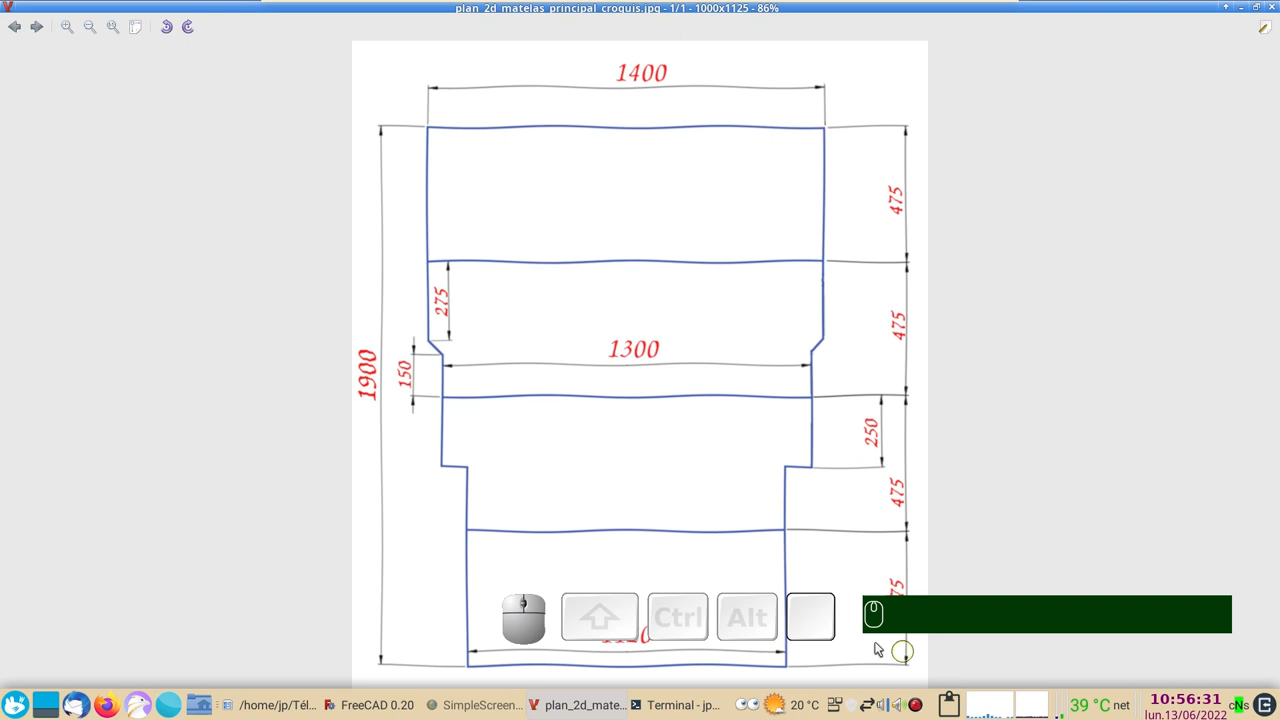 plan_2d_matelas_principal_croquis.jpg - 1/1 - 1000x1125 - 86%
1400
475
275
475
1300
1900
150
250
475
Ctrl
Alt
/home/jp/Tél...
FreeCAD 0.20
SimpleScreen...
plan_2d_mate...
Terminal - jp...
20 °C
39 °C net
10:56:31
lun.13/06/2022
cNs